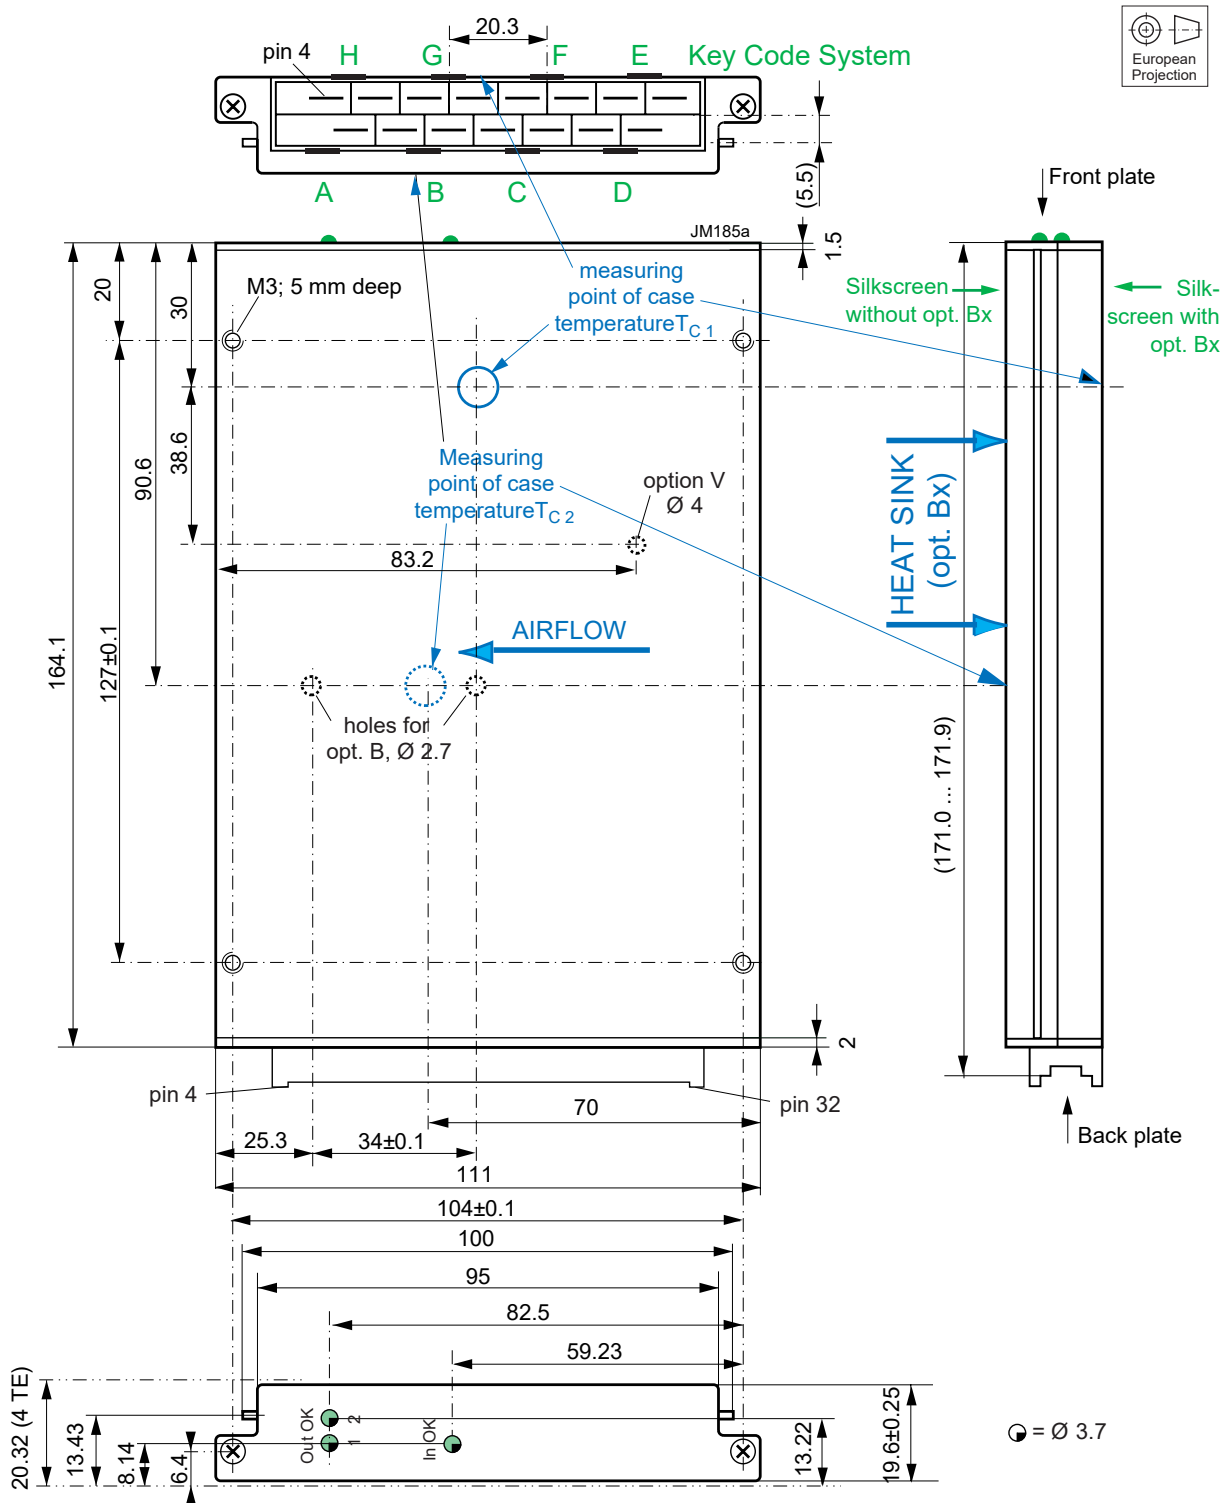 20.3
pin 4
H
G
F
E
Key Code System
European
Projection
A
B
C
D
(5.5)
Front plate
JM185a
1.5
20
30
M3; 5 mm deep
measuring
point of case
temperatureTC 1
Silkscreen
without opt. Bx
Silk-
screen with
opt. Bx
38.6
90.6
Measuring
point of case
temperatureTC 2
option V
Ø 4
HEAT SINK
(opt. Bx)
83.2
AIRFLOW
164.1
127±0.1
holes for
opt. B, Ø 2.7
(171.0 ... 171.9)
2
pin 4
pin 32
70
25.3
34±0.1
Back plate
111
104±0.1
100
95
82.5
59.23
20.32 (4 TE)
13.43
8.14
6.4
Out OK
1
2
In OK
13.22
19.6±0.25
= Ø 3.7